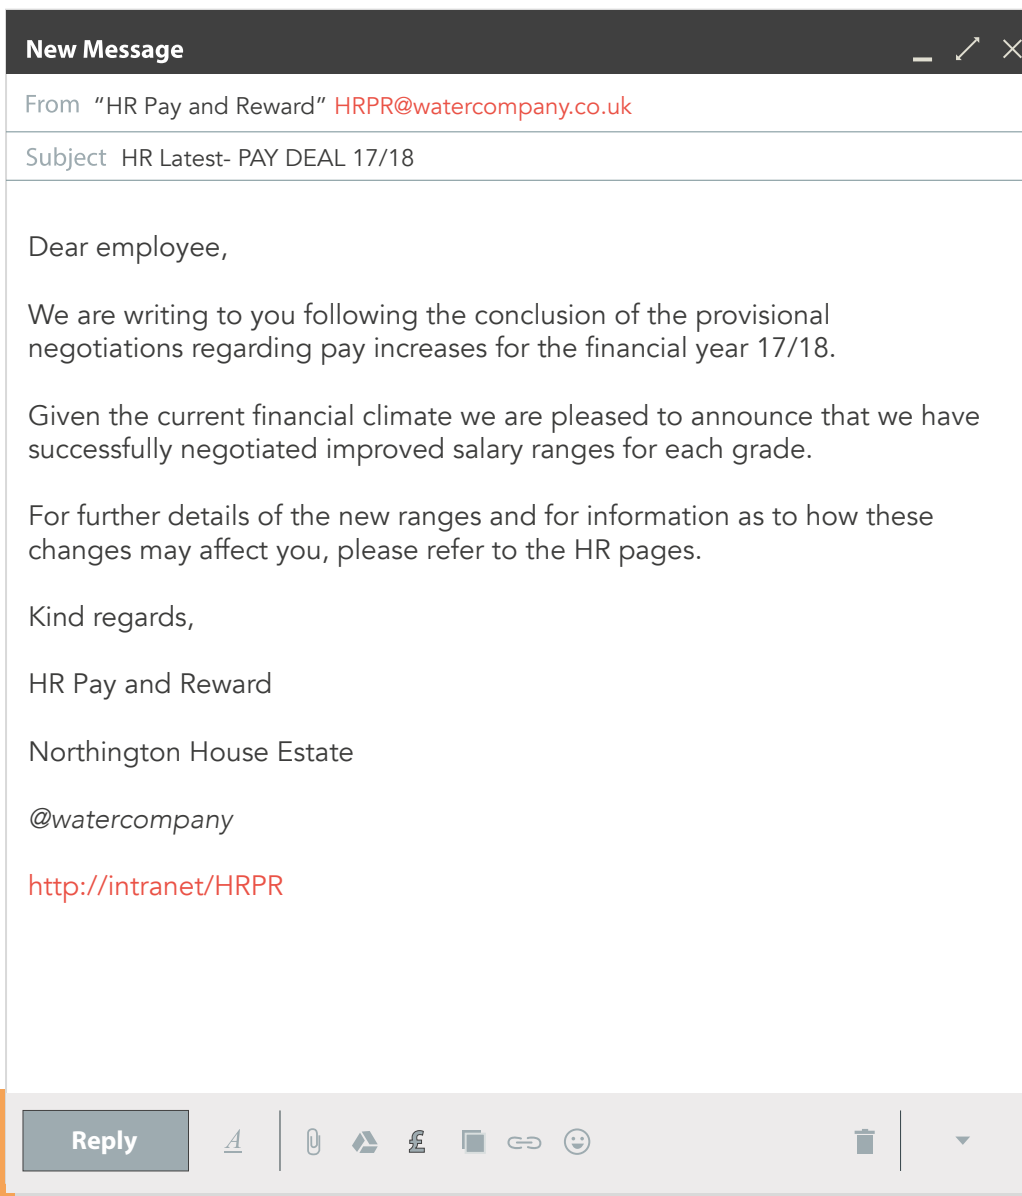 New Message
From “HR Pay and Reward” HRPR@watercompany.co.uk
Subject HR Latest- PAY DEAL 17/18
Dear employee,
We are writing to you following the conclusion of the provisional
negotiations regarding pay increases for the financial year 17/18.
Given the current financial climate we are pleased to announce that we have
successfully negotiated improved salary ranges for each grade.
For further details of the new ranges and for information as to how these
changes may affect you, please refer to the HR pages.
Kind regards,
HR Pay and Reward
Northington House Estate
@watercompany
http://intranet/HRPR
Reply A £